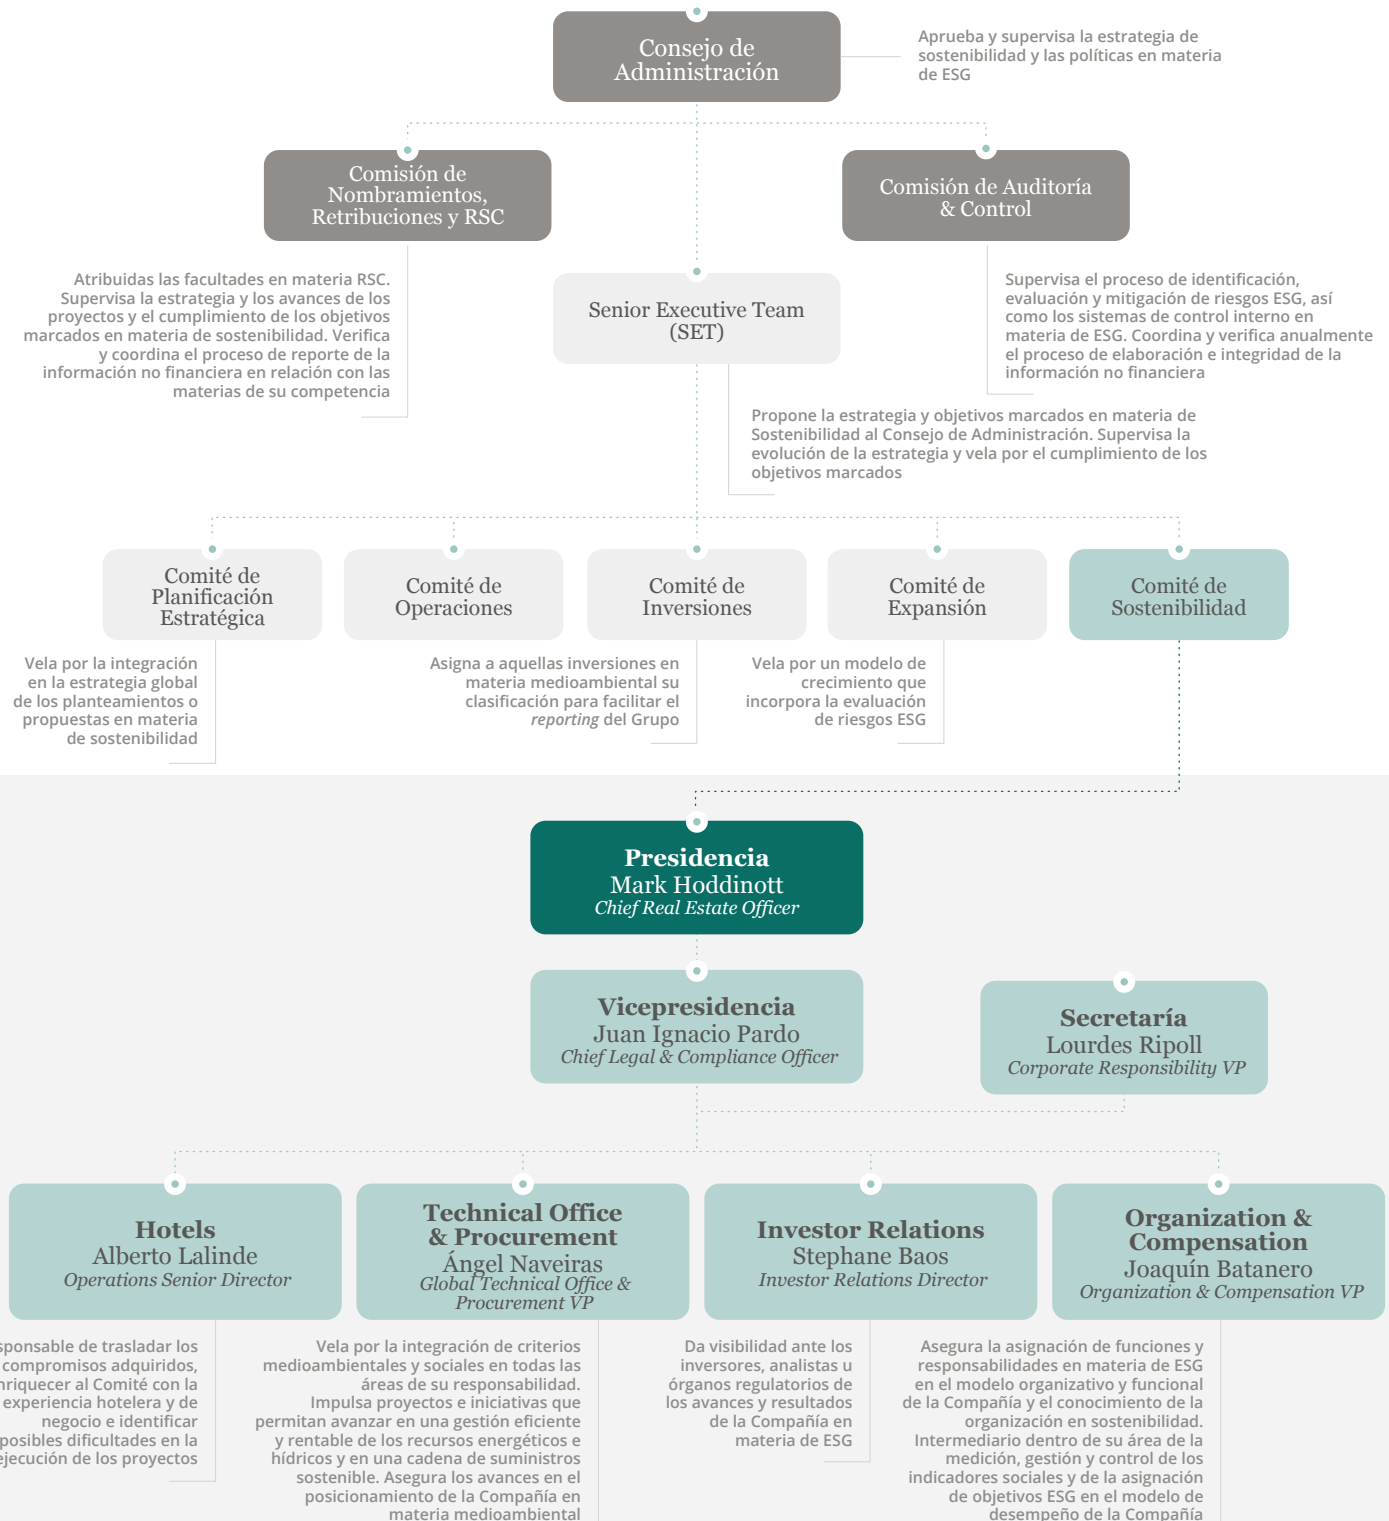 Consejo de
Administración
Aprueba y supervisa la estrategia de
sostenibilidad y las políticas en materia
de ESG
Comisión de
Nombramientos,
Retribuciones y RSC
Comisión de Auditoría
& Control
Atribuidas las facultades en materia RSC.
Supervisa la estrategia y los avances de los
proyectos y el cumplimiento de los objetivos
marcados en materia de sostenibilidad. Verifica
y coordina el proceso de reporte de la
información no financiera en relación con las
materias de su competencia
Senior Executive Team
(SET)
Supervisa el proceso de identificación,
evaluación y mitigación de riesgos ESG, así
como los sistemas de control interno en
materia de ESG. Coordina y verifica anualmente
el proceso de elaboración e integridad de la
información no financiera
Propone la estrategia y objetivos marcados en materia de
Sostenibilidad al Consejo de Administración. Supervisa la
evolución de la estrategia y vela por el cumplimiento de los
objetivos marcados
Comité de
Planificación
Estratégica
Comité de
Operaciones
Comité de
Inversiones
Comité de
Expansión
Comité de
Sostenibilidad
Vela por la integración
en la estrategia global
de los planteamientos o
propuestas en materia
de sostenibilidad
Asigna a aquellas inversiones en
materia medioambiental su
clasificación para facilitar el
reporting del Grupo
Vela por un modelo de
crecimiento que
incorpora la evaluación
de riesgos ESG
Presidencia
Mark Hoddinott
Chief Real Estate Officer
Vicepresidencia
Juan Ignacio Pardo
Chief Legal & Compliance Officer
Secretaría
Lourdes Ripoll
Corporate Responsibility VP
Hotels
Alberto Lalinde
Operations Senior Director
Technical Office
& Procurement
Ángel Naveiras
Global Technical Office &
Procurement VP
Investor Relations
Stephane Baos
Investor Relations Director
Organization &
Compensation
Joaquín Batanero
Organization & Compensation VP
sponsable de trasladar los
compromisos adquiridos,
nriquecer al Comité con la
experiencia hotelera y de
negocio e identificar
posibles dificultades en la
ejecución de los proyectos
Vela por la integración de criterios
medioambientales y sociales en todas las
áreas de su responsabilidad.
Impulsa proyectos e iniciativas que
permitan avanzar en una gestión eficiente
y rentable de los recursos energéticos e
hídricos y en una cadena de suministros
sostenible. Asegura los avances en el
posicionamiento de la Compañía en
materia medioambiental
Da visibilidad ante los
inversores, analistas u
órganos regulatorios de
los avances y resultados
de la Compañía en
materia de ESG
Asegura la asignación de funciones y
responsabilidades en materia de ESG
en el modelo organizativo y funcional
de la Compañía y el conocimiento de la
organización en sostenibilidad.
Intermediario dentro de su área de la
medición, gestión y control de los
indicadores sociales y de la asignación
de objetivos ESG en el modelo de
desempeño de la Compañía